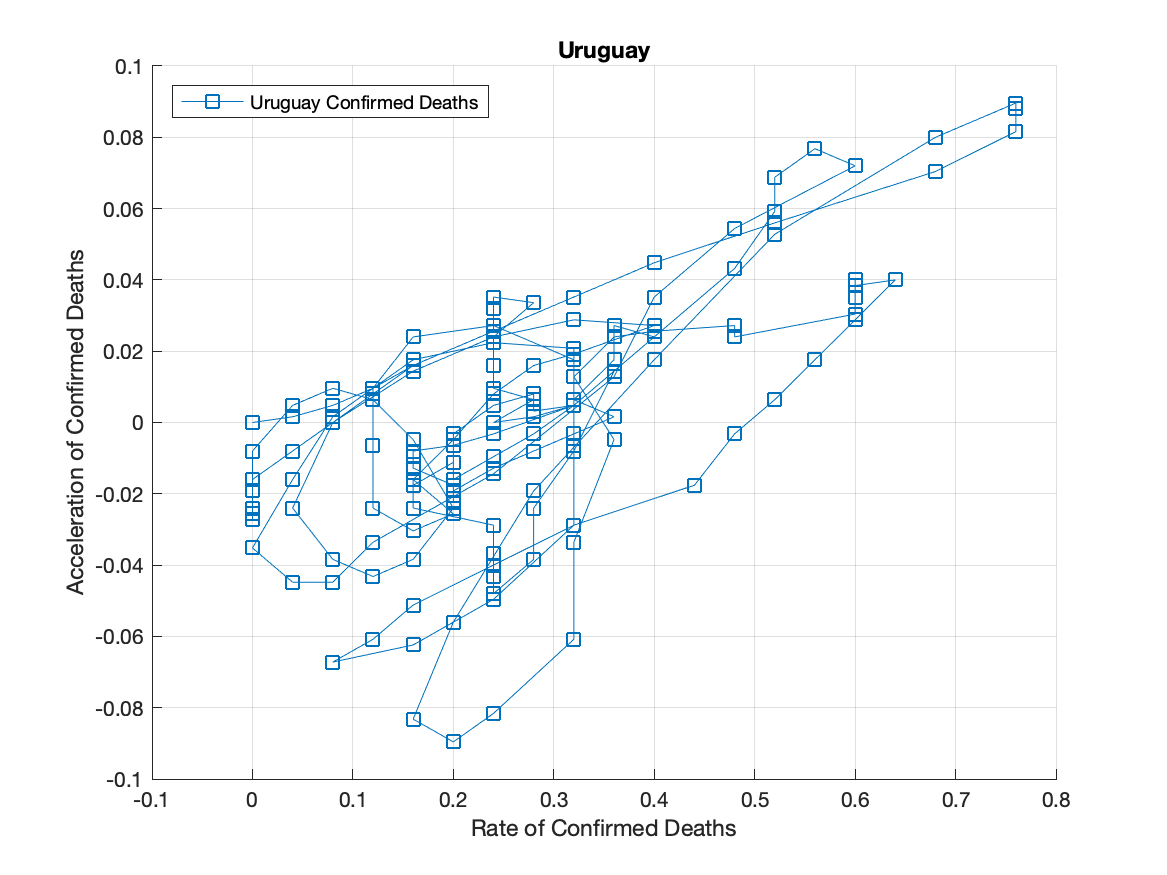 Uruguay
Uruguay Confirmed Deaths
0.1
0.08
0.06
0.04
0.02
0
-0.02
-0.04
-0.06
-0.08
-0.1
Acceleration of Confirmed Deaths
-0.1 0 0.1 0.2 0.3 0.4 0.5 0.6 0.7 0.8
Rate of Confirmed Deaths